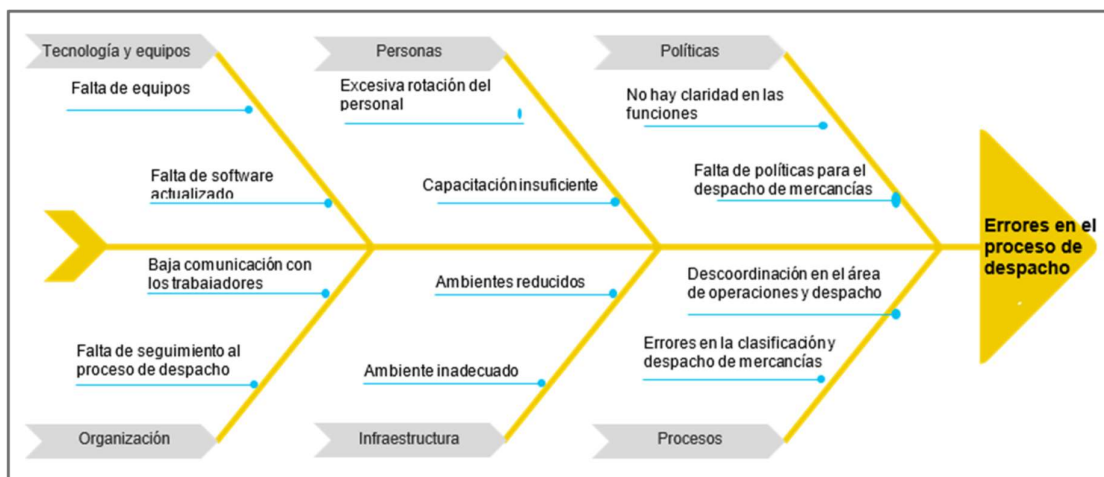 Tecnología y equipos
Falta de equipos
Falta de software
actualizado
Personas
Excesiva rotación del
personal
Capacitación insuficiente
Políticas
No hay claridad en las
funciones
Falta de políticas para el
despacho de mercancías
Errores en el
proceso de
despacho
Baja comunicación con
los trabajadores
Falta de seguimiento al
proceso de despacho
Organización
Ambientes reducidos
Ambiente inadecuado
Infraestructura
Descoordinación en el área
de operaciones y despacho
Errores en la clasificación y
despacho de mercancías
Procesos